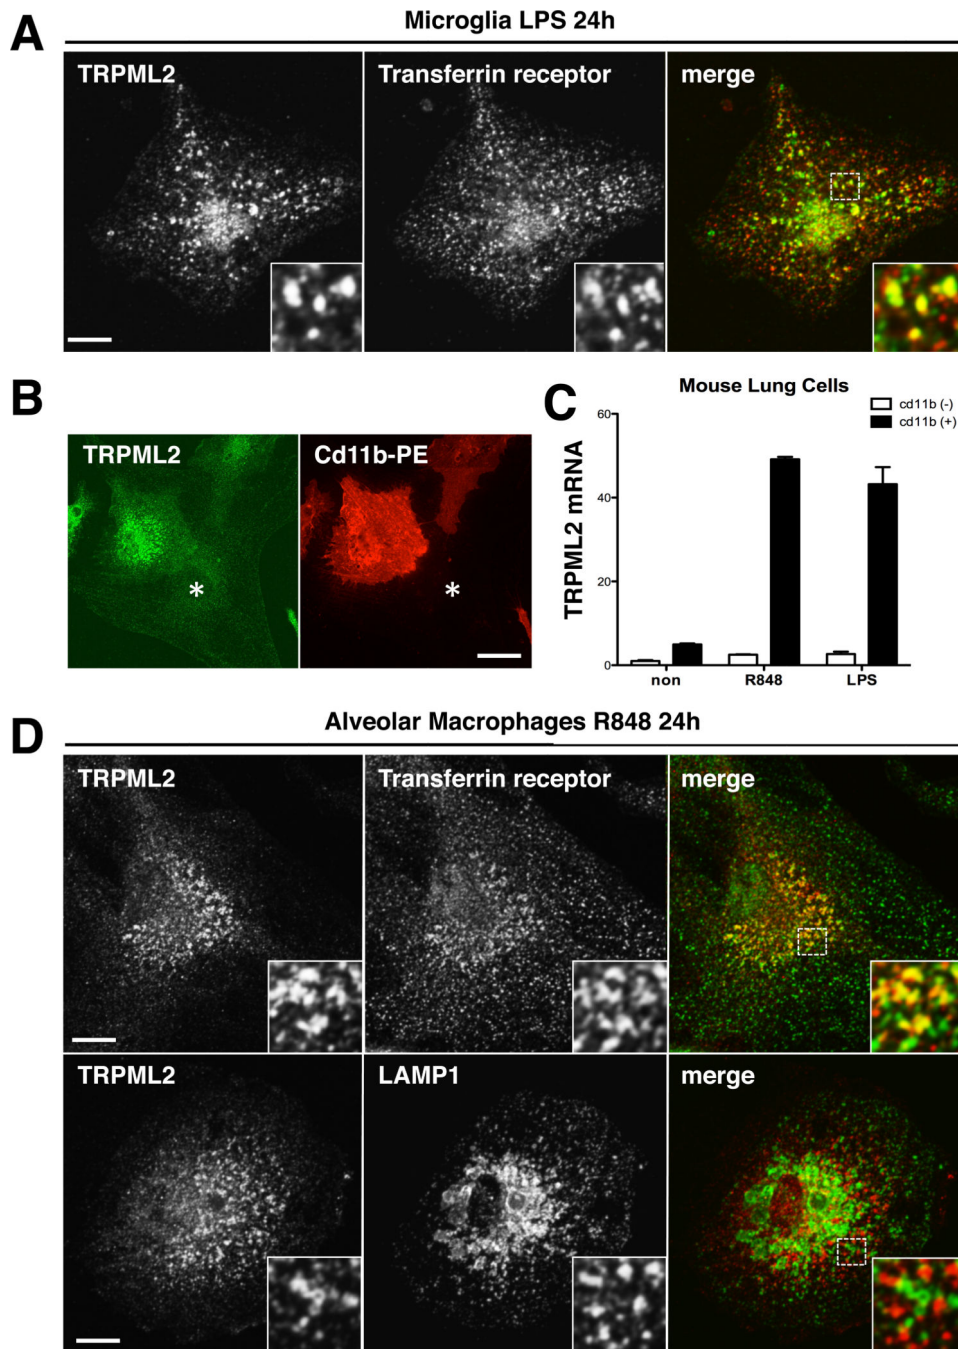 A
Microglia LPS 24h
TRPML2
Transferrin receptor
merge
B
TRPML2
Cd11b-PE
*
*
C
Mouse Lung Cells
cd11b (-)
cd11b (+)
TRPML2 mRNA
60
40
20
0
non
R848
LPS
D
Alveolar Macrophages R848 24h
TRPML2
Transferrin receptor
merge
TRPML2
LAMP1
merge